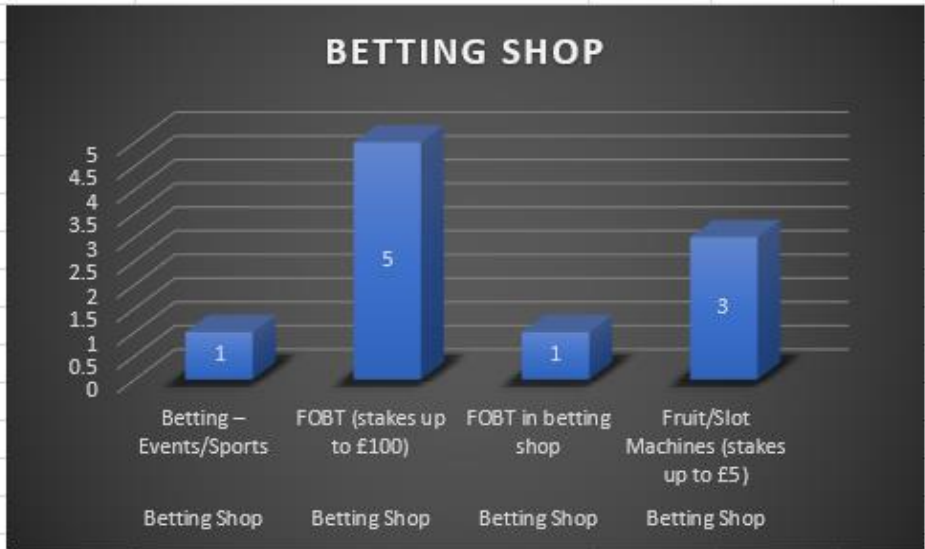 BETTING SHOP
5
4.5
4
3.5
3
2.5
2
1.5
1
0.5
0
1
5
1
3
Betting –
Events/Sports
FOBT (stakes up
to £100)
FOBT in betting
shop
Fruit/Slot
Machines (stakes
up to £5)
Betting Shop
Betting Shop
Betting Shop
Betting Shop